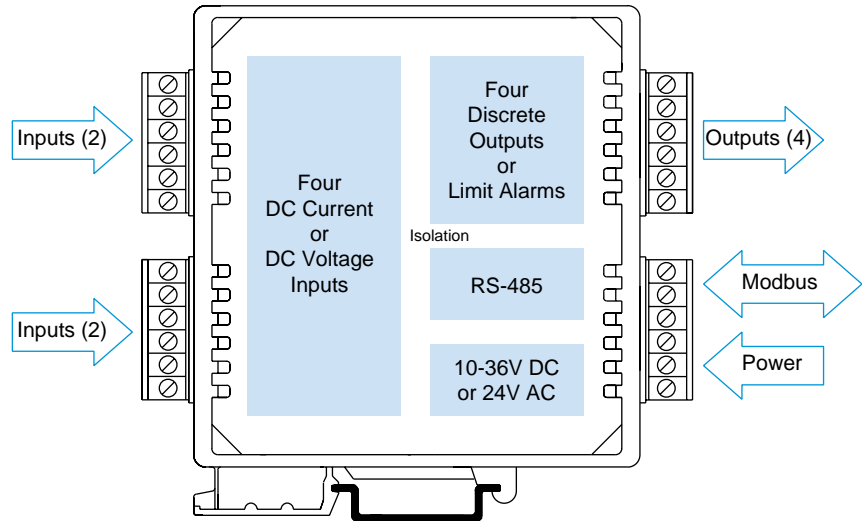 Inputs (2)
Inputs (2)
Four
DC Current
or
DC Voltage
Inputs
Four
Discrete
Outputs
or
Limit Alarms
Isolation
RS-485
10-36V DC
or 24V AC
Outputs (4)
Modbus
Power